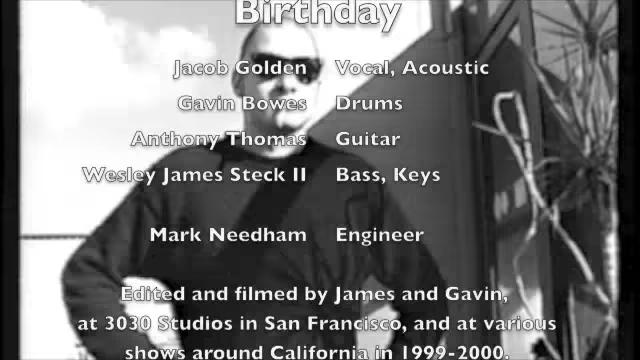 Birthday
Jacob Golden Vocal, Acoustic
Gavin Bowes Drums
Anthony Thomas Guitar
Wesley James Steck II Bass, Keys
Mark Needham Engineer
Edited and filmed by James and Gavin,
at 3030 Studios in San Francisco, and at various
shows around California in 1999-2000.